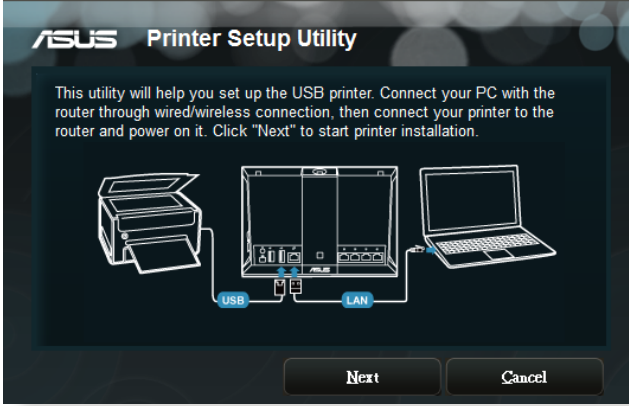 ASUS Printer Setup Utility
This utility will help you set up the USB printer. Connect your PC with the
router through wired/wireless connection, then connect your printer to the
router and power on it. Click "Next" to start printer installation.
ASUS
USB LAN
Next Cancel